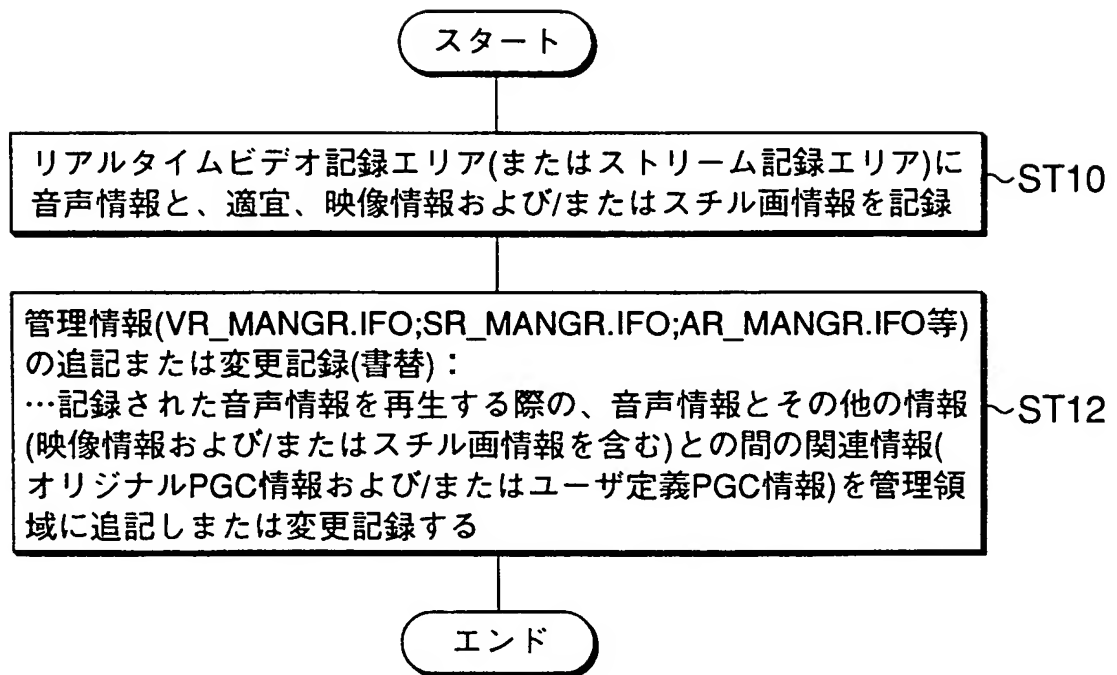 スタート
リアルタイムビデオ記録エリア(またはストリーム記録エリア)に
音声情報と、適宜、映像情報および/またはスチル画情報を記録
~ST10
管理情報(VR_MANGR.IFO;SR_MANGR.IFO;AR_MANGR.IFO等)
の追記または変更記録(書替)：
…記録された音声情報を再生する際の、音声情報とその他の情報
(映像情報および/またはスチル画情報を含む)との間の関連情報(
オリジナルPGC情報および/またはユーザ定義PGC情報)を管理領
域に追記しまたは変更記録する
~ST12
エンド